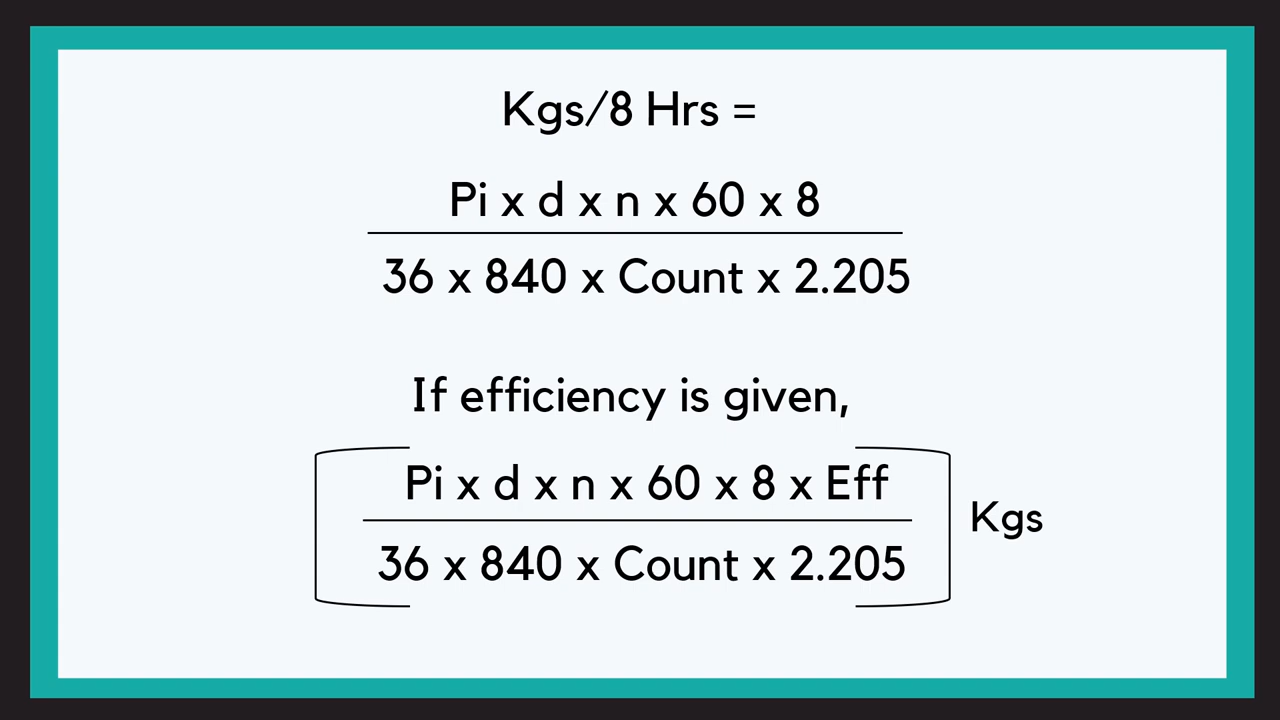 Kgs/8 Hrs =
Pi x d x n x 60 x 8
36 x 840 x Count x 2.205
If efficiency is given,
Pi x d x n x 60 x 8 x Eff
36 x 840 x Count x 2.205
Kgs